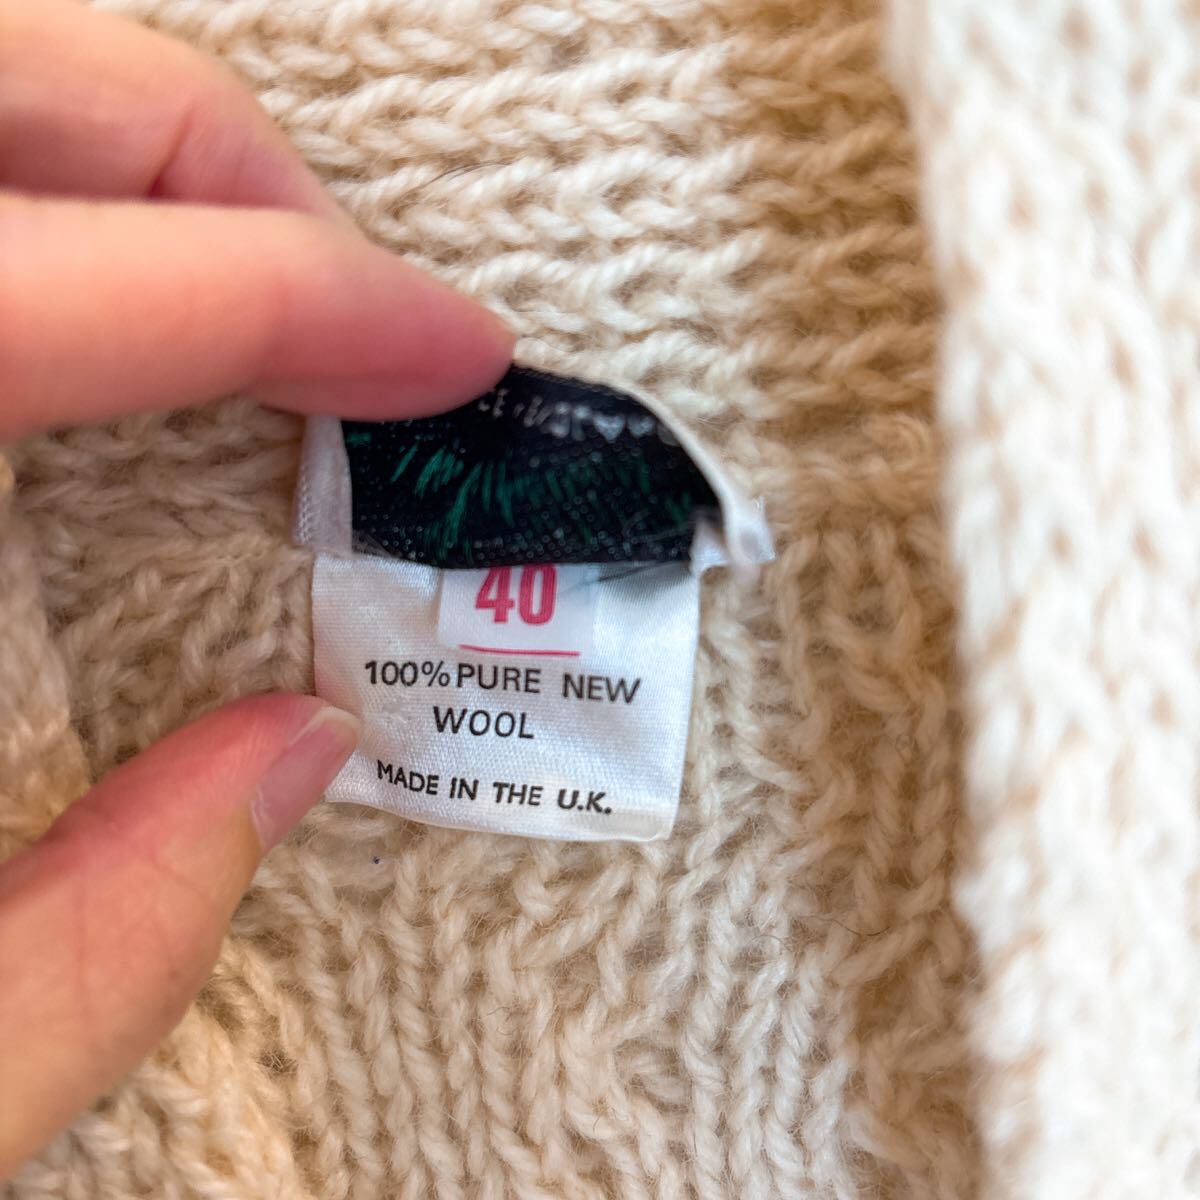 40
100% PURE NEW
WOOL
MADE IN THE U.K.